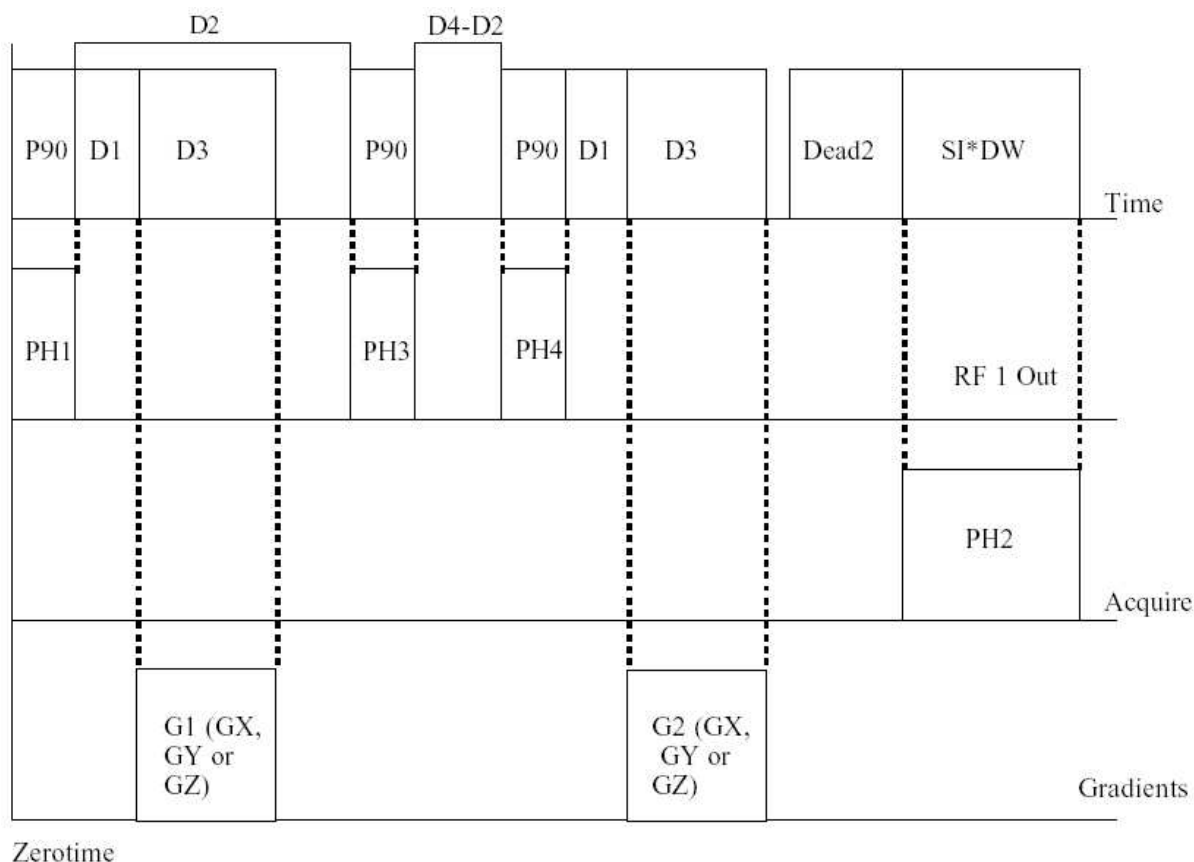 D2
D4-D2
P90
D1
D3
P90
P90
D1
D3
Dead2
SI*DW
Time
PH1
PH3
PH4
RF 1 Out
PH2
Acquire
G1 (GX,
GY or
GZ)
G2 (GX,
GY or
GZ)
Gradients
Zerotime